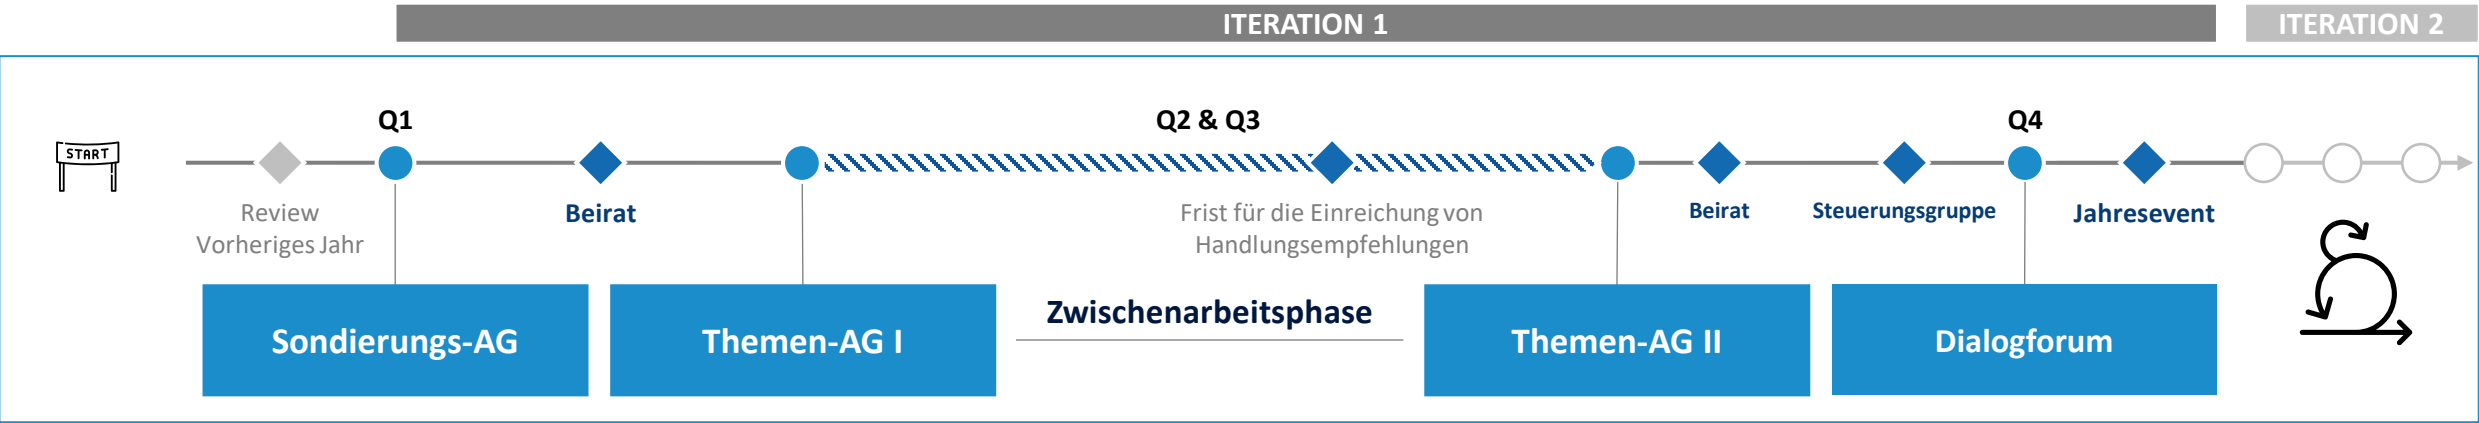 ITERATION 1
ITERATION 2
START
Q1
Q2 & Q3
Q4
Review
Vorheriges Jahr
Beirat
Frist für die Einreichung von
Handlungsempfehlungen
Beirat
Steuerungsgruppe
Jahresevent
Sondierungs-AG
Themen-AG I
Zwischenarbeitsphase
Themen-AG II
Dialogforum